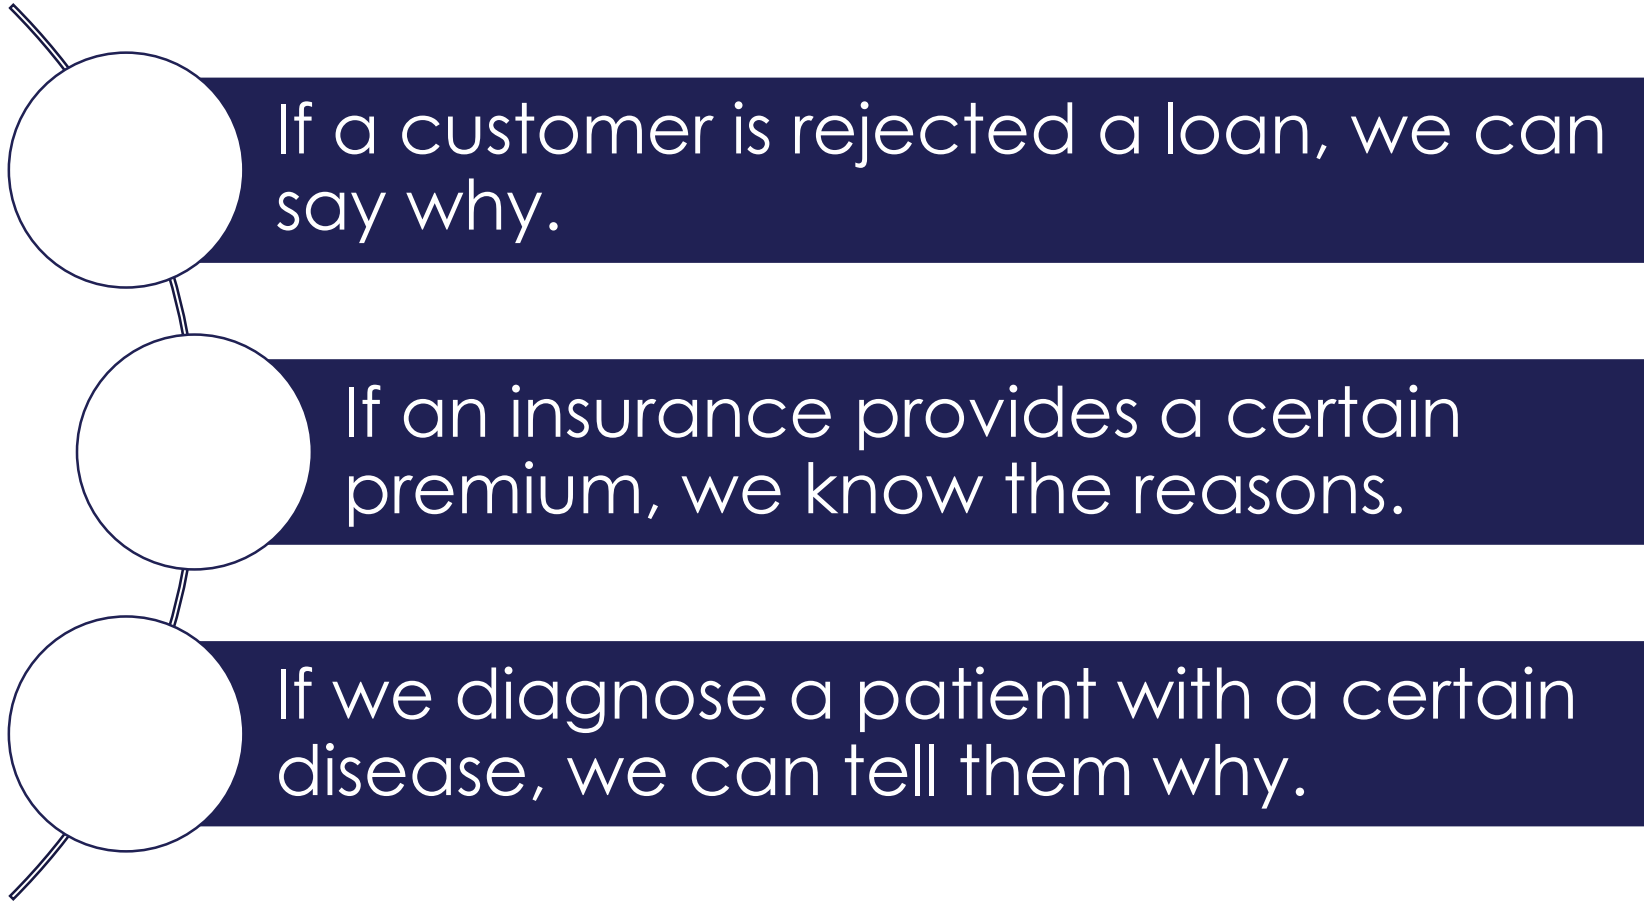 If a customer is rejected a loan, we can
say why.
If an insurance provides a certain
premium, we know the reasons.
If we diagnose a patient with a certain
disease, we can tell them why.